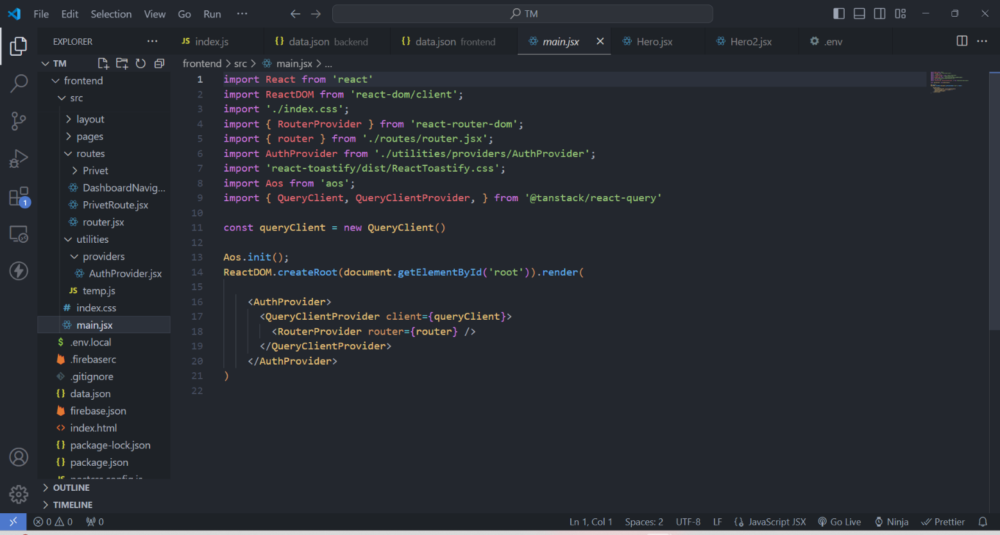 File Edit Selection View Go Run ··· TM
EXPLORER ···
JS index.js
{} data.json backend
{} data.json frontend
main.jsx
Hero.jsx
Hero2.jsx
.env
···
TM
frontend > src > main.jsx > ...
frontend
src
layout
pages
routes
Privet
DashboardNavig...
PrivetRoute.jsx
router.jsx
utilities
providers
AuthProvider.jsx
JS temp.js
# index.css
main.jsx
$ .env.local
.firebaserc
.gitignore
{} data.json
firebase.json
<> index.html
{} package-lock.json
{} package.json
JS postcss.config.js
OUTLINE
TIMELINE
1
1 import React from 'react'
2 import ReactDOM from 'react-dom/client';
3 import './index.css';
4 import { RouterProvider } from 'react-router-dom';
5 import { router } from './routes/router.jsx';
6 import AuthProvider from './utilities/providers/AuthProvider';
7 import 'react-toastify/dist/ReactToastify.css';
8 import Aos from 'aos';
9 import { QueryClient, QueryClientProvider, } from '@tanstack/react-query'
10
11 const queryClient = new QueryClient()
12
13 Aos.init();
14 ReactDOM.createRoot(document.getElementById('root')).render(
15
16 <AuthProvider>
17 <QueryClientProvider client={queryClient}>
18 <RouterProvider router={router} />
19 </QueryClientProvider>
20 </AuthProvider>
21 )
22
0 0 0 Ln 1, Col 1 Spaces: 2 UTF-8 LF JavaScript JSX Go Live Ninja Prettier